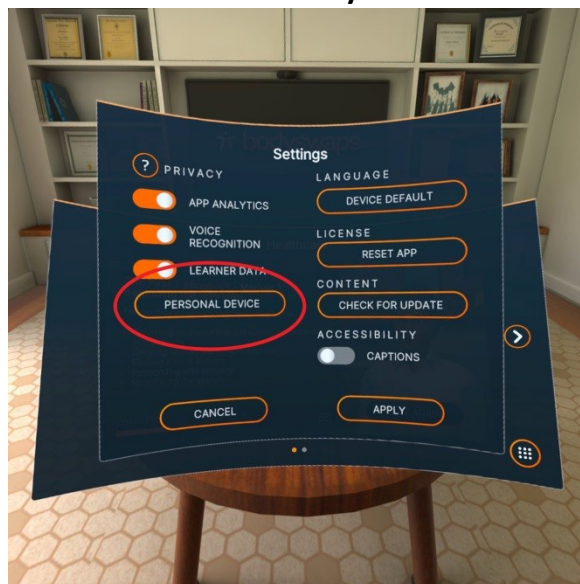 Settings
?
PRIVACY
APP ANALYTICS
VOICE
RECOGNITION
LEARNER DATA
PERSONAL DEVICE
LANGUAGE
DEVICE DEFAULT
LICENSE
RESET APP
CONTENT
CHECK FOR UPDATE
ACCESSIBILITY
CAPTIONS
CANCEL
APPLY